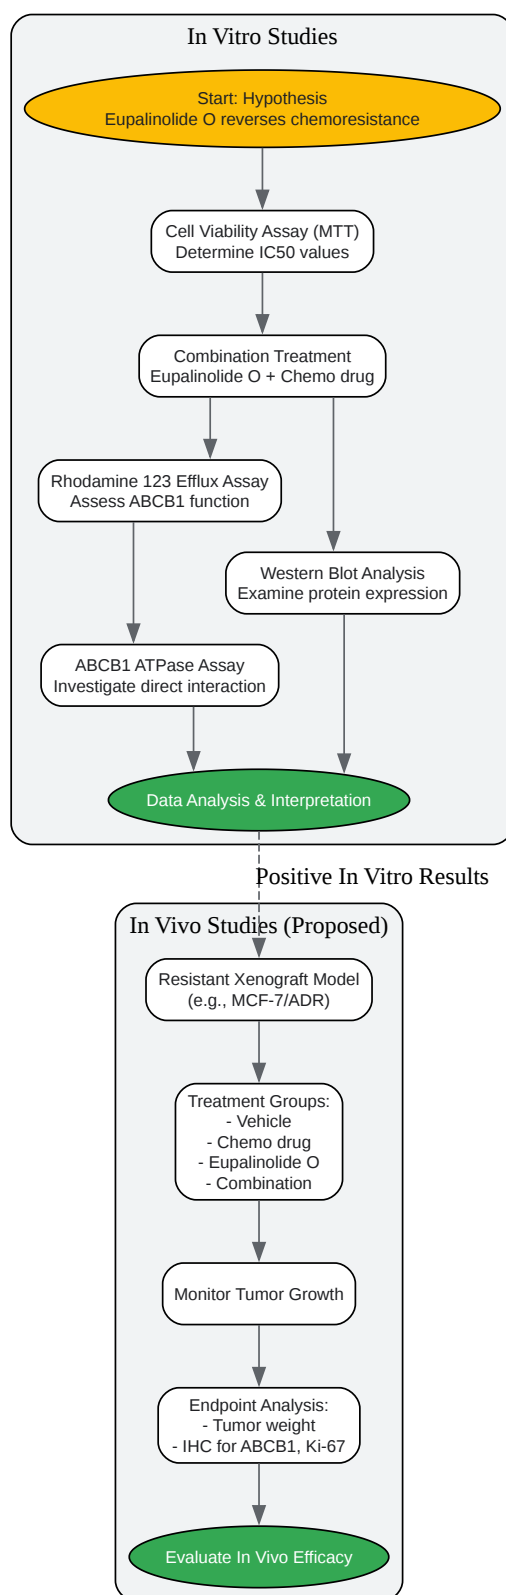 In Vitro Studies
Start: Hypothesis
Eupalinolide O reverses chemoresistance
Cell Viability Assay (MTT)
Determine IC50 values
Combination Treatment
Eupalinolide O + Chemo drug
Rhodamine 123 Efflux Assay
Assess ABCB1 function
Western Blot Analysis
Examine protein expression
ABCB1 ATPase Assay
Investigate direct interaction
Data Analysis & Interpretation
Positive In Vitro Results
In Vivo Studies (Proposed)
Resistant Xenograft Model
(e.g., MCF-7/ADR)
Treatment Groups:
- Vehicle
- Chemo drug
- Eupalinolide O
- Combination
Monitor Tumor Growth
Endpoint Analysis:
- Tumor weight
- IHC for ABCB1, Ki-67
Evaluate In Vivo Efficacy